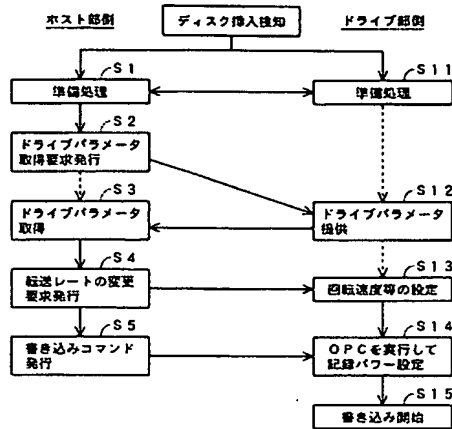 ホスト部側
ディスク挿入検知
ドライブ部側
S1
準備処理
S11
準備処理
S2
ドライブパラメータ
取得要求発行
S3
ドライブパラメータ
取得
S12
ドライブパラメータ
提供
S4
転送レートの変更
要求発行
S13
回転速度等の設定
S5
書き込みコマンド
発行
S14
OPCを実行して
記録パワー設定
S15
書き込み開始